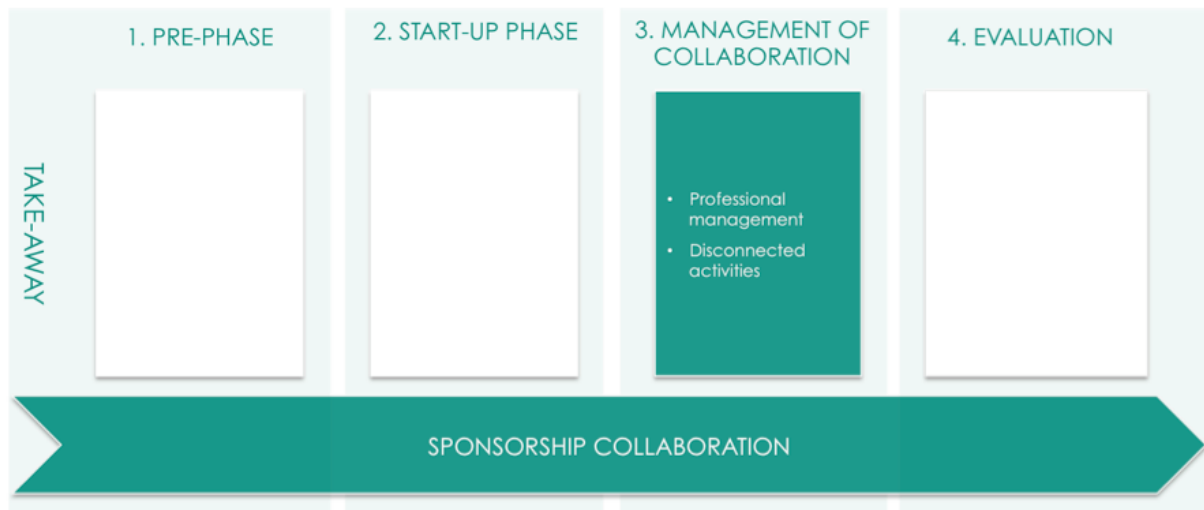 1. PRE-PHASE
2. START-UP PHASE
3. MANAGEMENT OF
COLLABORATION
4. EVALUATION
TAKE-AWAY
• Professional
management
• Disconnected
activities
SPONSORSHIP COLLABORATION